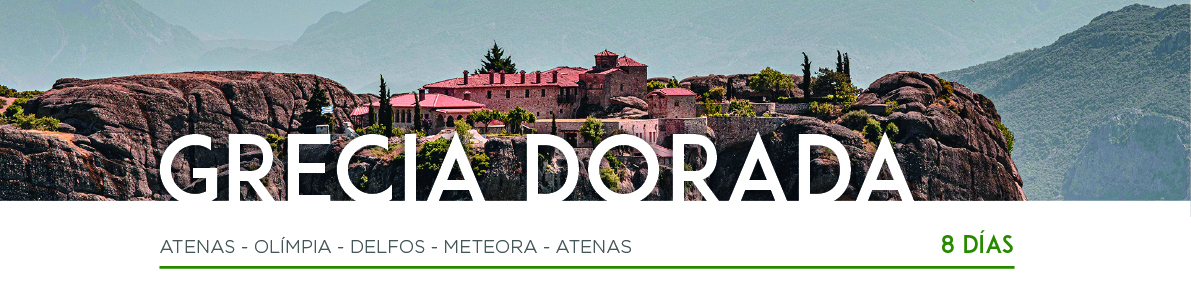 GRECIA DORADA
ATENAS - OLÍMPIA - DELFOS - METEORA - ATENAS
8 DÍAS